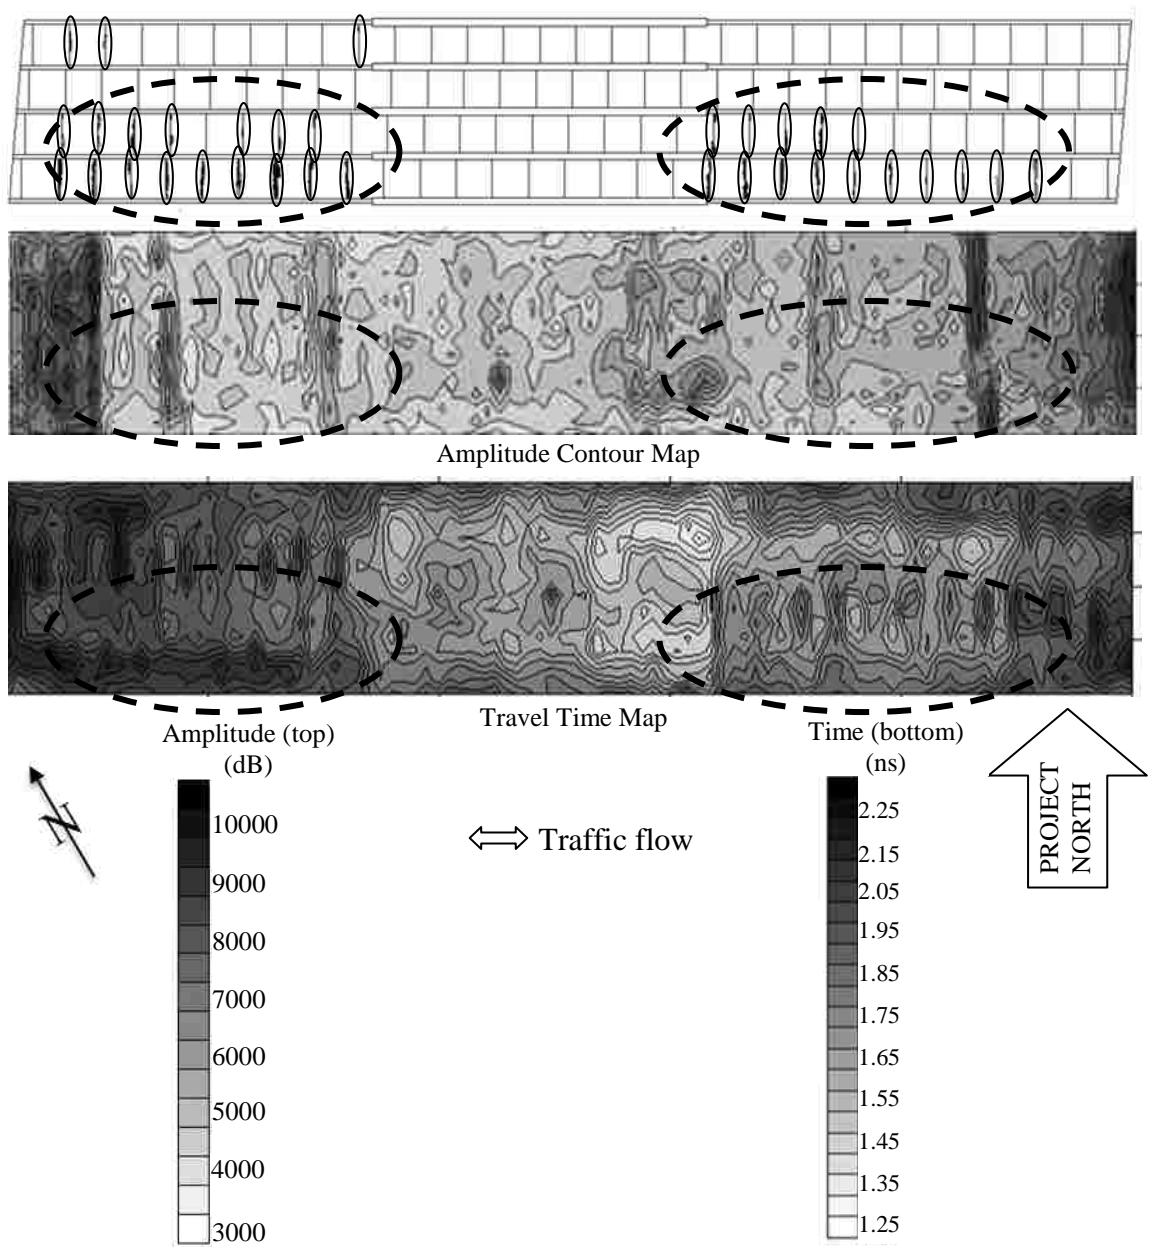 Amplitude Contour Map
Travel Time Map
Amplitude (top)
(dB)
Time (bottom)
(ns)
N
Traffic flow
PROJECT
NORTH
10000
9000
8000
7000
6000
5000
4000
3000
2.25
2.15
2.05
1.95
1.85
1.75
1.65
1.55
1.45
1.35
1.25